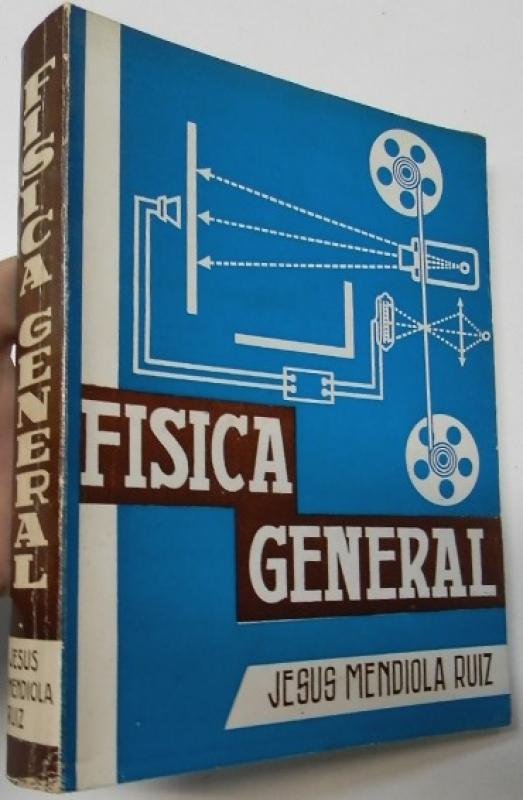 FISICA GENERAL
JESUS
MENDIOLA
RUIZ
FISICA
GENERAL
JESUS MENDIOLA RUIZ